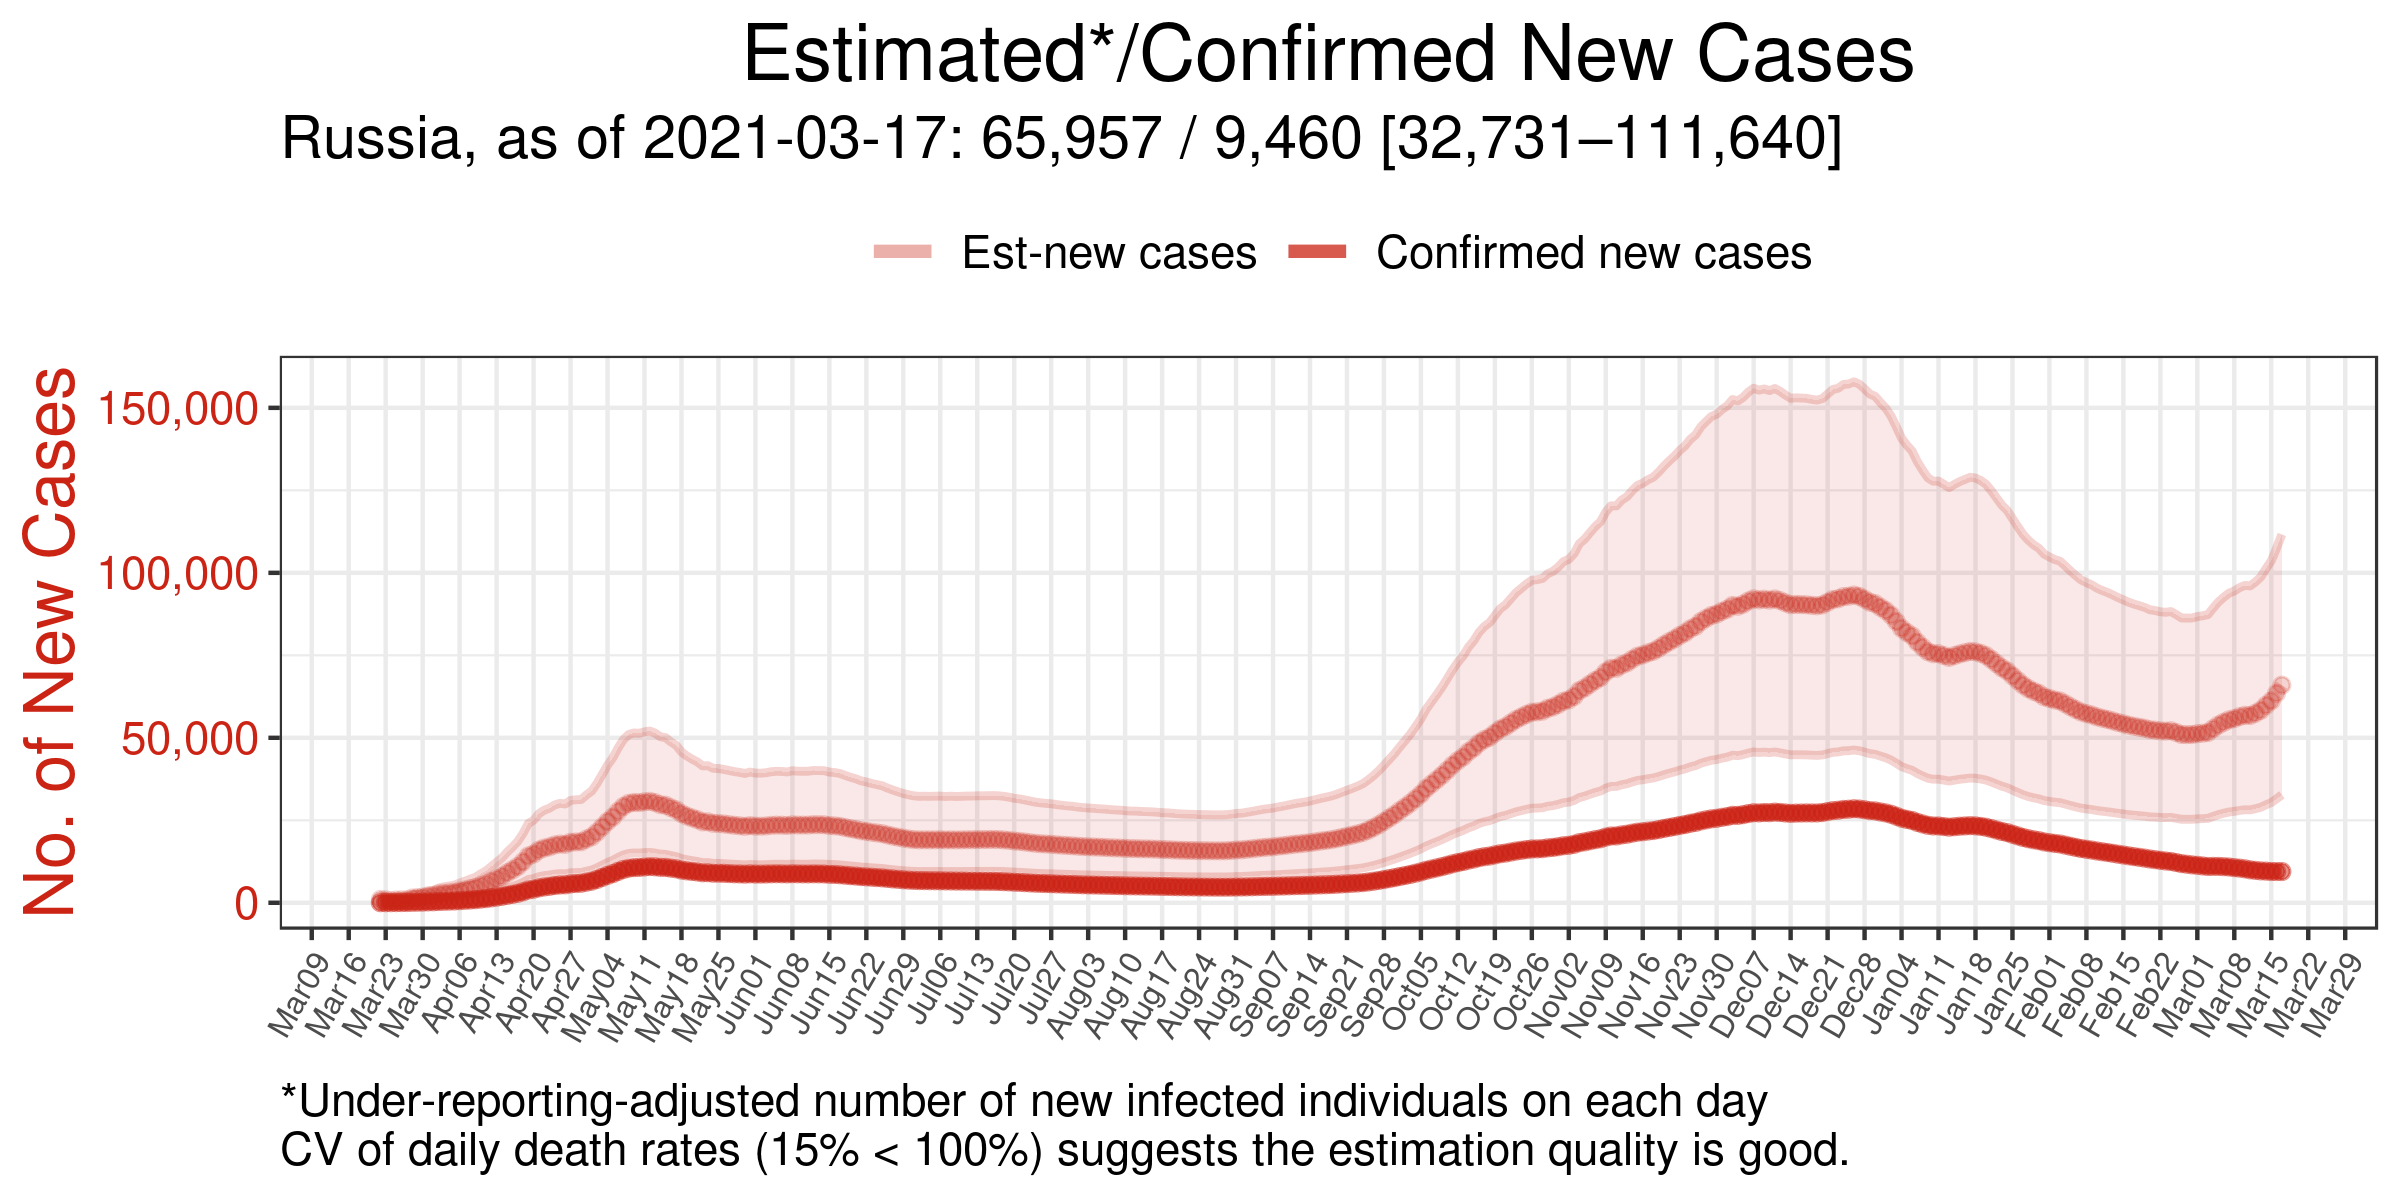 Estimated*/Confirmed New Cases
Russia, as of 2021-03-17: 65,957 / 9,460 [32,731–111,640]
Est-new cases
Confirmed new cases
No. of New Cases
150,000
100,000
50,000
0
Mar09
Mar16
Mar23
Mar30
Apr06
Apr13
Apr20
Apr27
May04
May11
May18
May25
Jun01
Jun08
Jun15
Jun22
Jun29
Jul06
Jul13
Jul20
Jul27
Aug03
Aug10
Aug17
Aug24
Aug31
Sep07
Sep14
Sep21
Sep28
Oct05
Oct12
Oct19
Oct26
Nov02
Nov09
Nov16
Nov23
Nov30
Dec07
Dec14
Dec21
Dec28
Jan04
Jan11
Jan18
Jan25
Feb01
Feb08
Feb15
Feb22
Mar01
Mar08
Mar15
Mar22
Mar29
*Under-reporting-adjusted number of new infected individuals on each day
CV of daily death rates (15% < 100%) suggests the estimation quality is good.